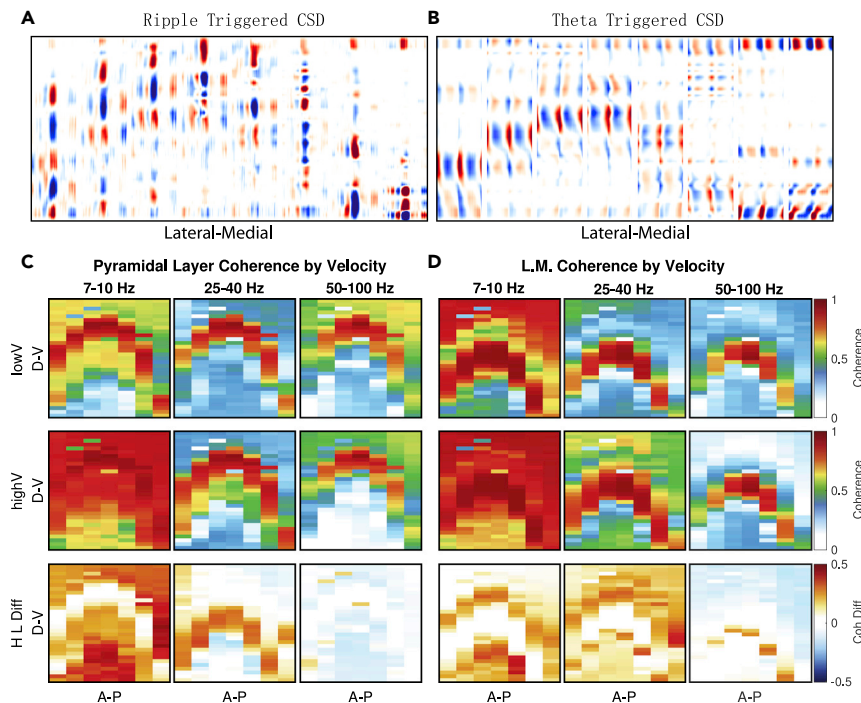 A Ripple Triggered CSD
B Theta Triggered CSD
Lateral-Medial
Lateral-Medial
C Pyramidal Layer Coherence by Velocity
7-10 Hz 25-40 Hz 50-100 Hz
D L.M. Coherence by Velocity
7-10 Hz 25-40 Hz 50-100 Hz
lowV
D-V
1
0.5
0
Coherence
highV
D-V
1
0.5
0
Coherence
H L Diff
D-V
0.5
0
-0.5
Coh Diff
A-P A-P A-P
A-P A-P A-P